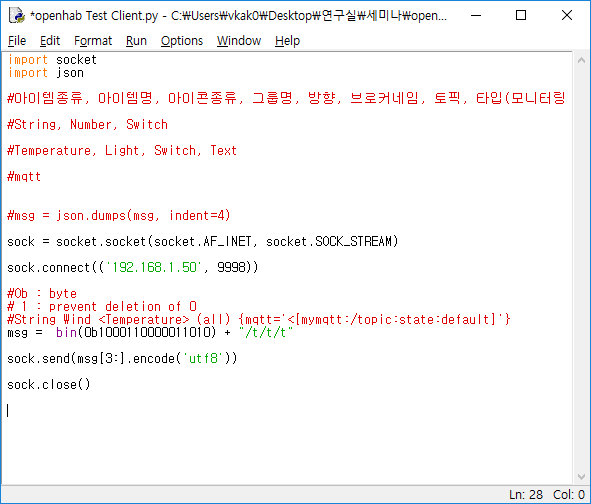 *openhab Test Client.py - C:₩Users₩vkak0₩Desktop₩연구실₩세미나₩open...
File Edit Format Run Options Window Help
import socket
import json
#아이템종류, 아이템명, 아이콘종류, 그룹명, 방향, 브로커네임, 토픽, 타입(모니터링
#String, Number, Switch
#Temperature, Light, Switch, Text
#mqtt
#msg = json.dumps(msg, indent=4)
sock = socket.socket(socket.AF_INET, socket.SOCK_STREAM)
sock.connect(('192.168.1.50', 9998))
#0b : byte
# 1 : prevent deletion of 0
#String Wind <Temperature> (all) {mqtt='<[mymqtt:/topic:state:default]'}
msg =  bin(0b1000110000011010) + "/t/t/t"
sock.send(msg[3:].encode('utf8'))
sock.close()
Ln: 28 Col: 0